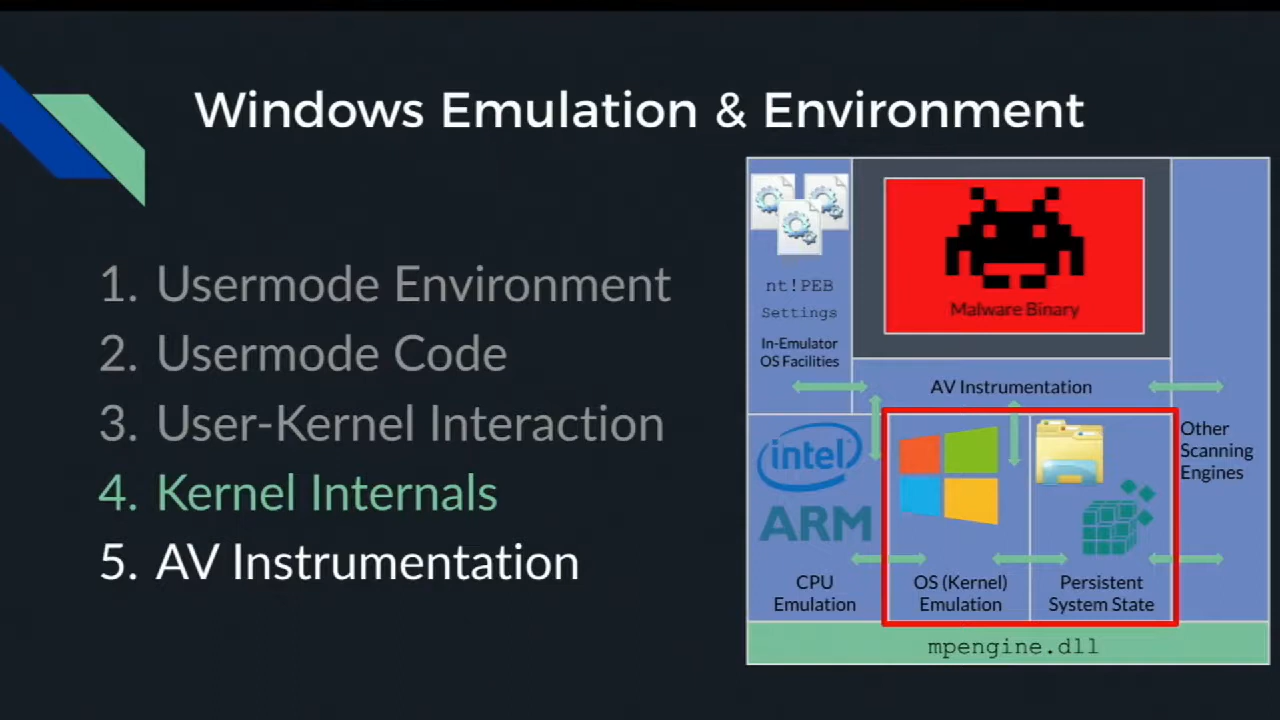 Windows Emulation & Environment
1. Usermode Environment
2. Usermode Code
3. User-Kernel Interaction
4. Kernel Internals
5. AV Instrumentation
nt!PEB
Settings
In-Emulator
OS Facilities
Malware Binary
AV Instrumentation
Other
Scanning
Engines
intel
ARM
CPU
Emulation
OS (Kernel)
Emulation
Persistent
System State
mpengine.dll